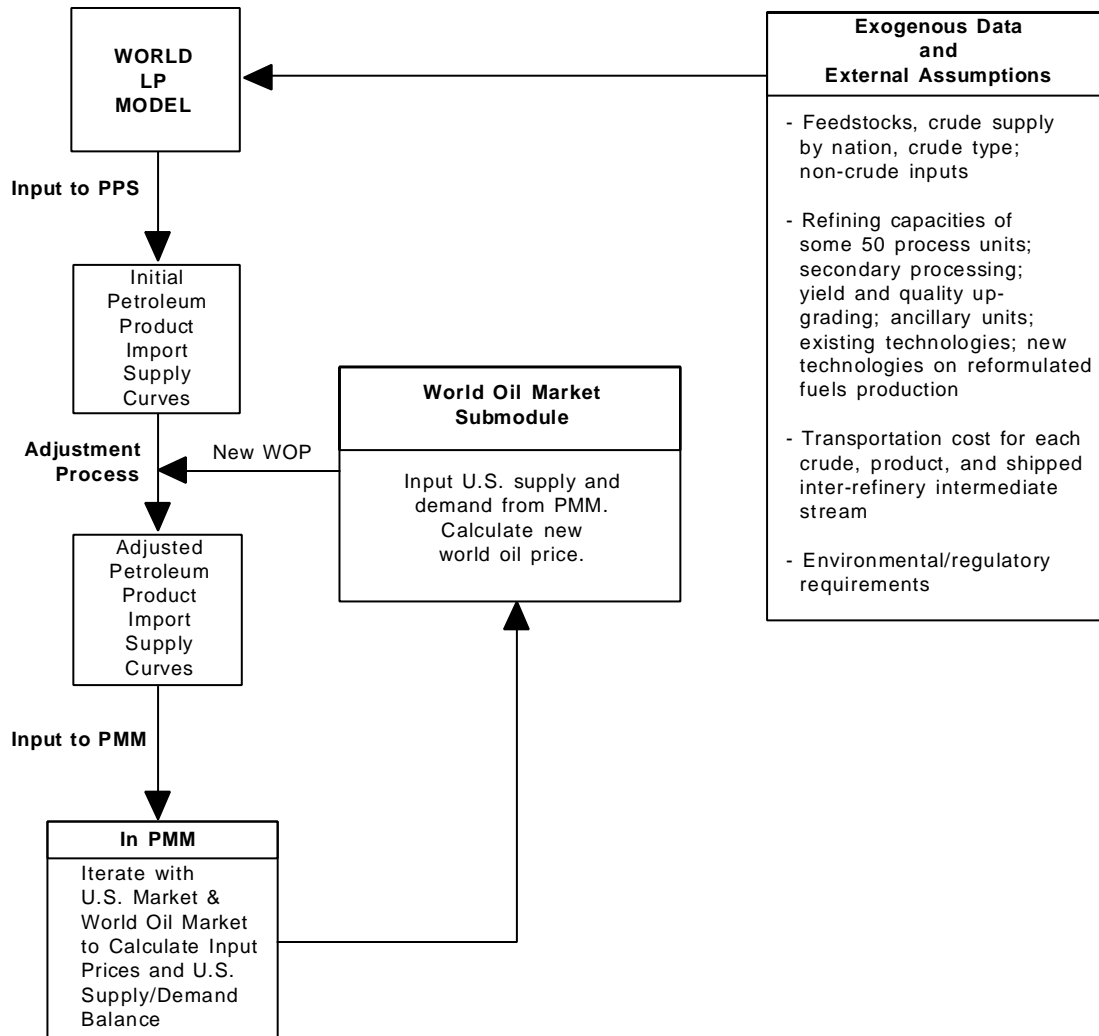 WORLD
LP
MODEL
Exogenous Data
and
External Assumptions
- Feedstocks, crude supply
by nation, crude type;
non-crude inputs
- Refining capacities of
some 50 process units;
secondary processing;
yield and quality up-
grading; ancillary units;
existing technologies; new
technologies on reformulated
fuels production
- Transportation cost for each
crude, product, and shipped
inter-refinery intermediate
stream
- Environmental/regulatory
requirements
Input to PPS
Initial
Petroleum
Product
Import
Supply
Curves
Adjustment
Process
New WOP
World Oil Market
Submodule
Input U.S. supply and
demand from PMM.
Calculate new
world oil price.
Adjusted
Petroleum
Product
Import
Supply
Curves
Input to PMM
In PMM
Iterate with
U.S. Market &
World Oil Market
to Calculate Input
Prices and U.S.
Supply/Demand
Balance